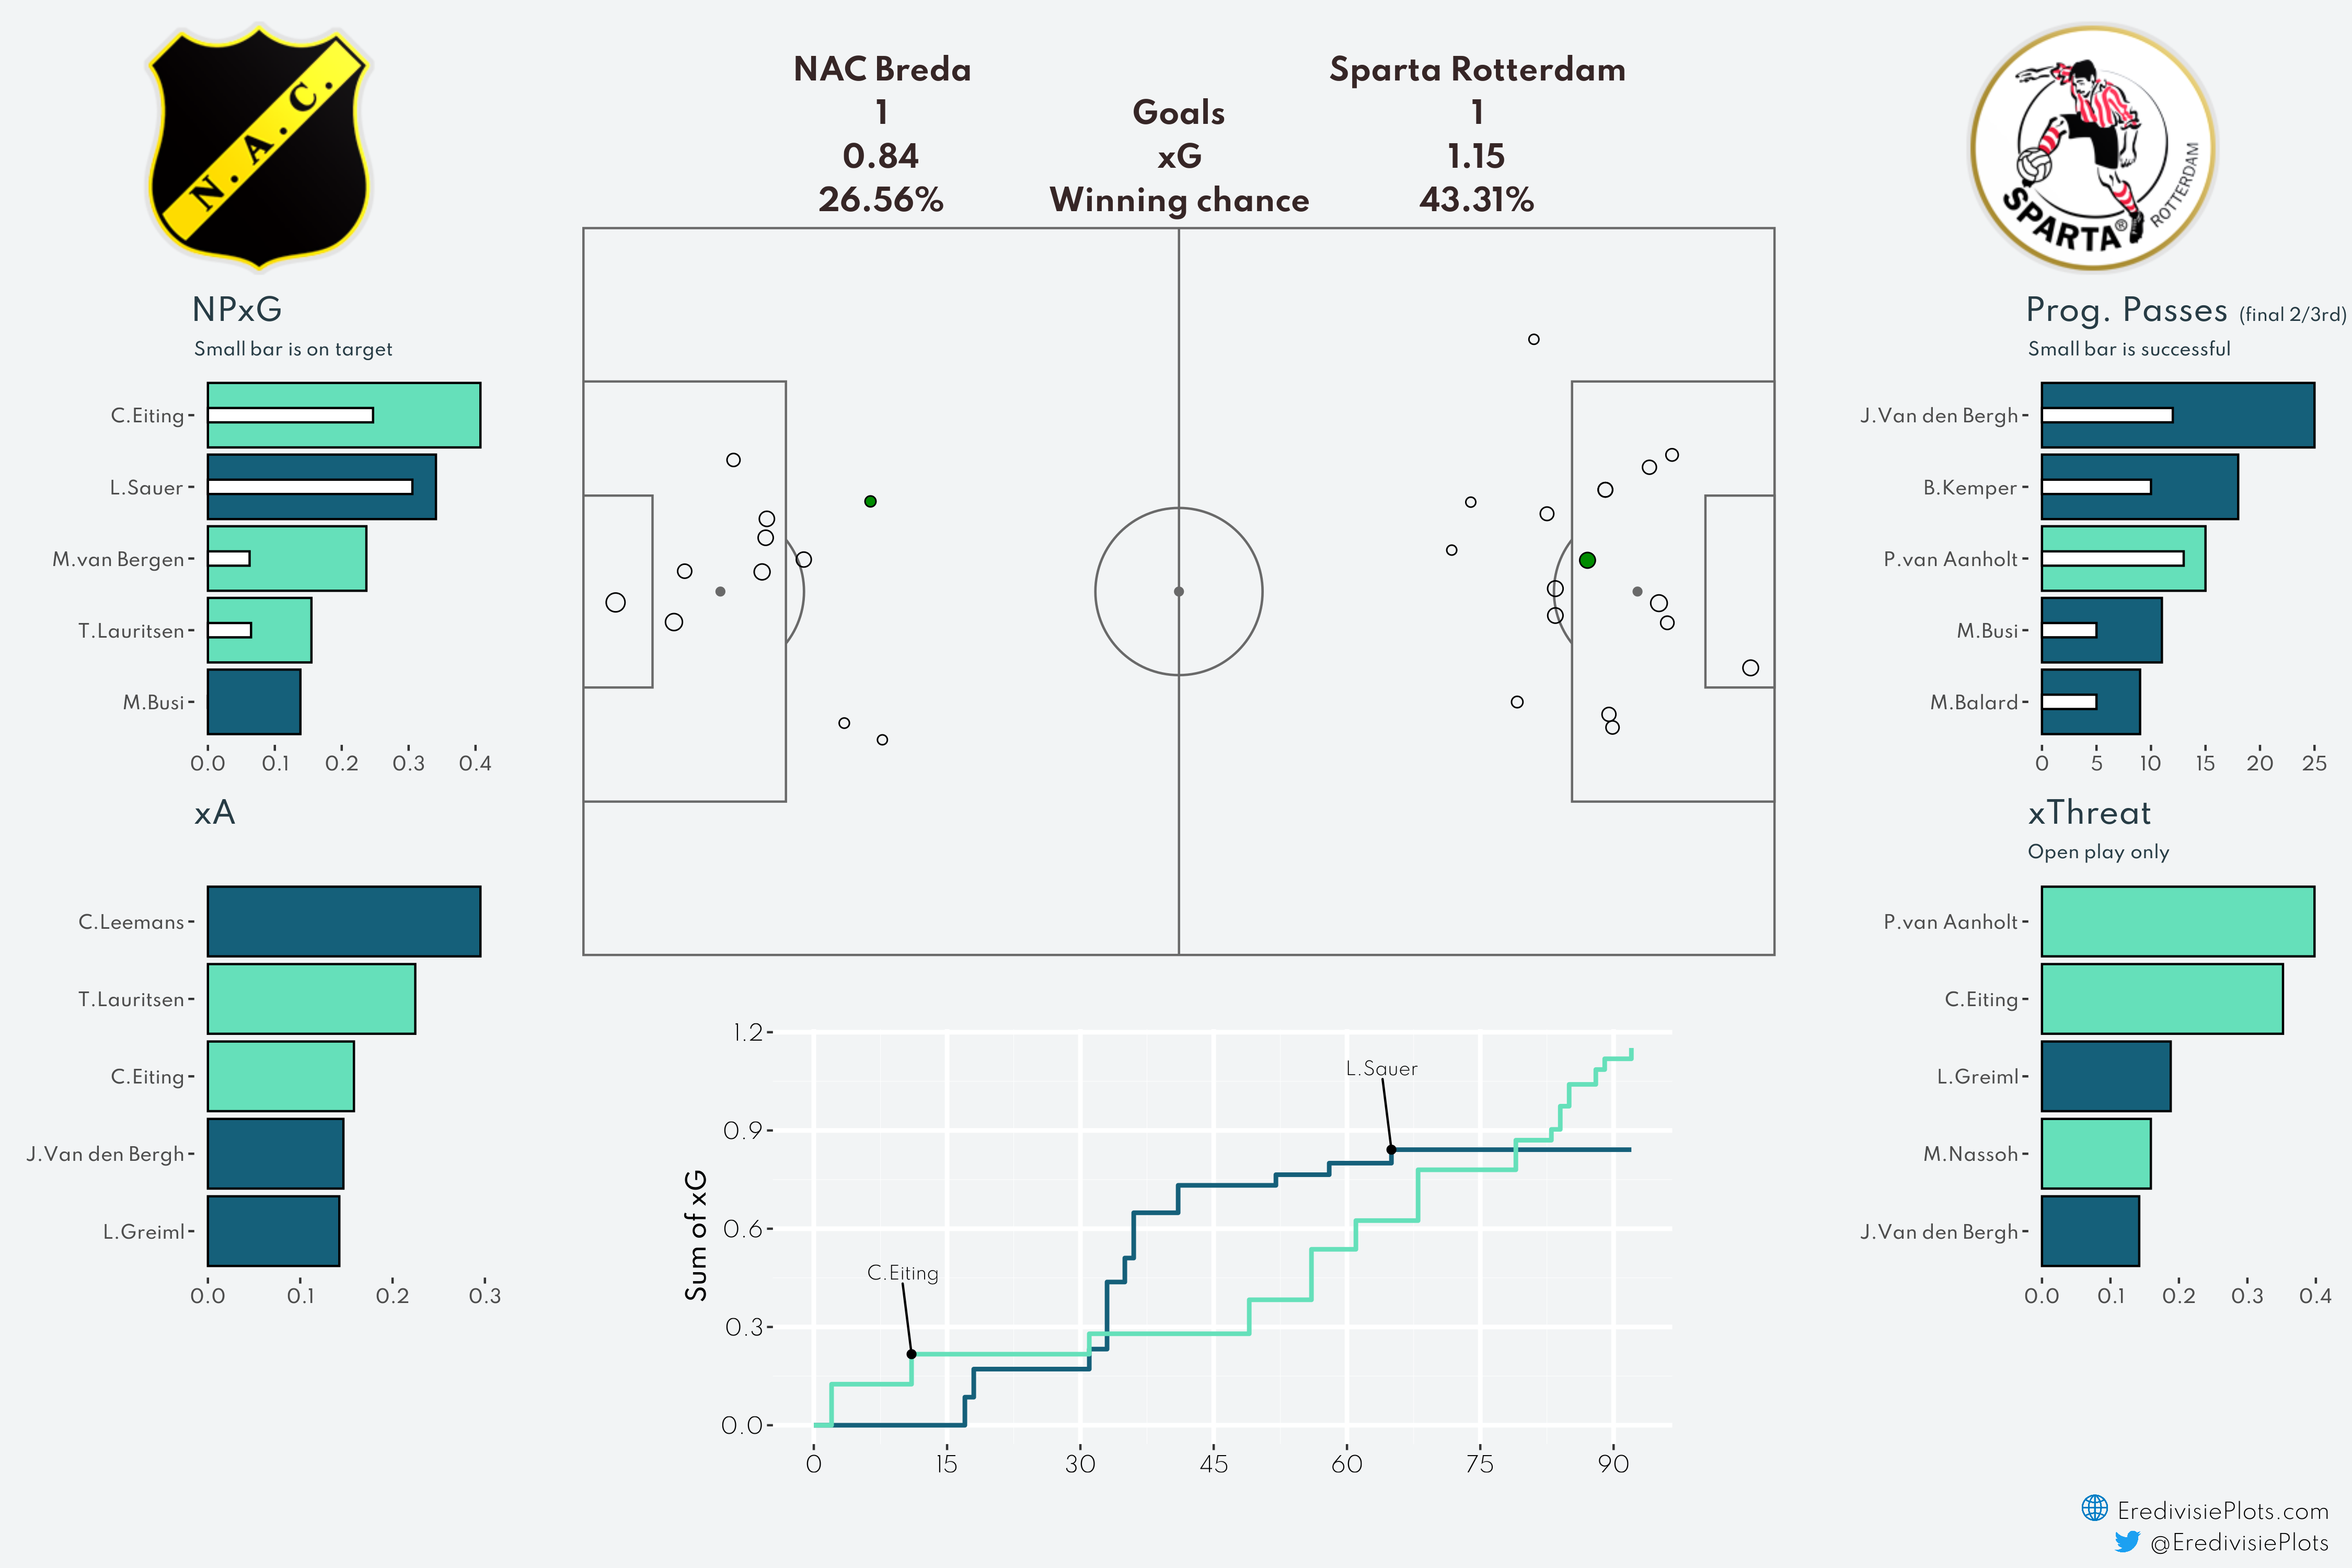 N.A.C.
NAC Breda
Sparta Rotterdam
1 Goals 1
0.84 xG 1.15
26.56% Winning chance 43.31%
SPARTA® ROTTERDAM
NPxG
Small bar is on target
C.Eiting
L.Sauer
M.van Bergen
T.Lauritsen
M.Busi
0.0 0.1 0.2 0.3 0.4
xA
C.Leemans
T.Lauritsen
C.Eiting
J.Van den Bergh
L.Greiml
0.0 0.1 0.2 0.3
Sum of xG
1.2
0.9
0.6
0.3
0.0
L.Sauer
C.Eiting
0 15 30 45 60 75 90
Prog. Passes (final 2/3rd)
Small bar is successful
J.Van den Bergh
B.Kemper
P.van Aanholt
M.Busi
M.Balard
0 5 10 15 20 25
xThreat
Open play only
P.van Aanholt
C.Eiting
L.Greiml
M.Nassoh
J.Van den Bergh
0.0 0.1 0.2 0.3 0.4
EredivisiePlots.com
@EredivisiePlots